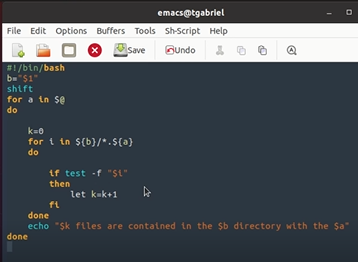 emacs@tgabriel
File Edit Options Buffers Tools Sh-Script Help
Save Undo
#!/bin/bash
b="$1"
shift
for a in $@
do
k=0
for i in ${b}/*.${a}
do
if test -f "$i"
then
let k=k+1
fi
done
echo "$k files are contained in the $b directory with the $a"
done